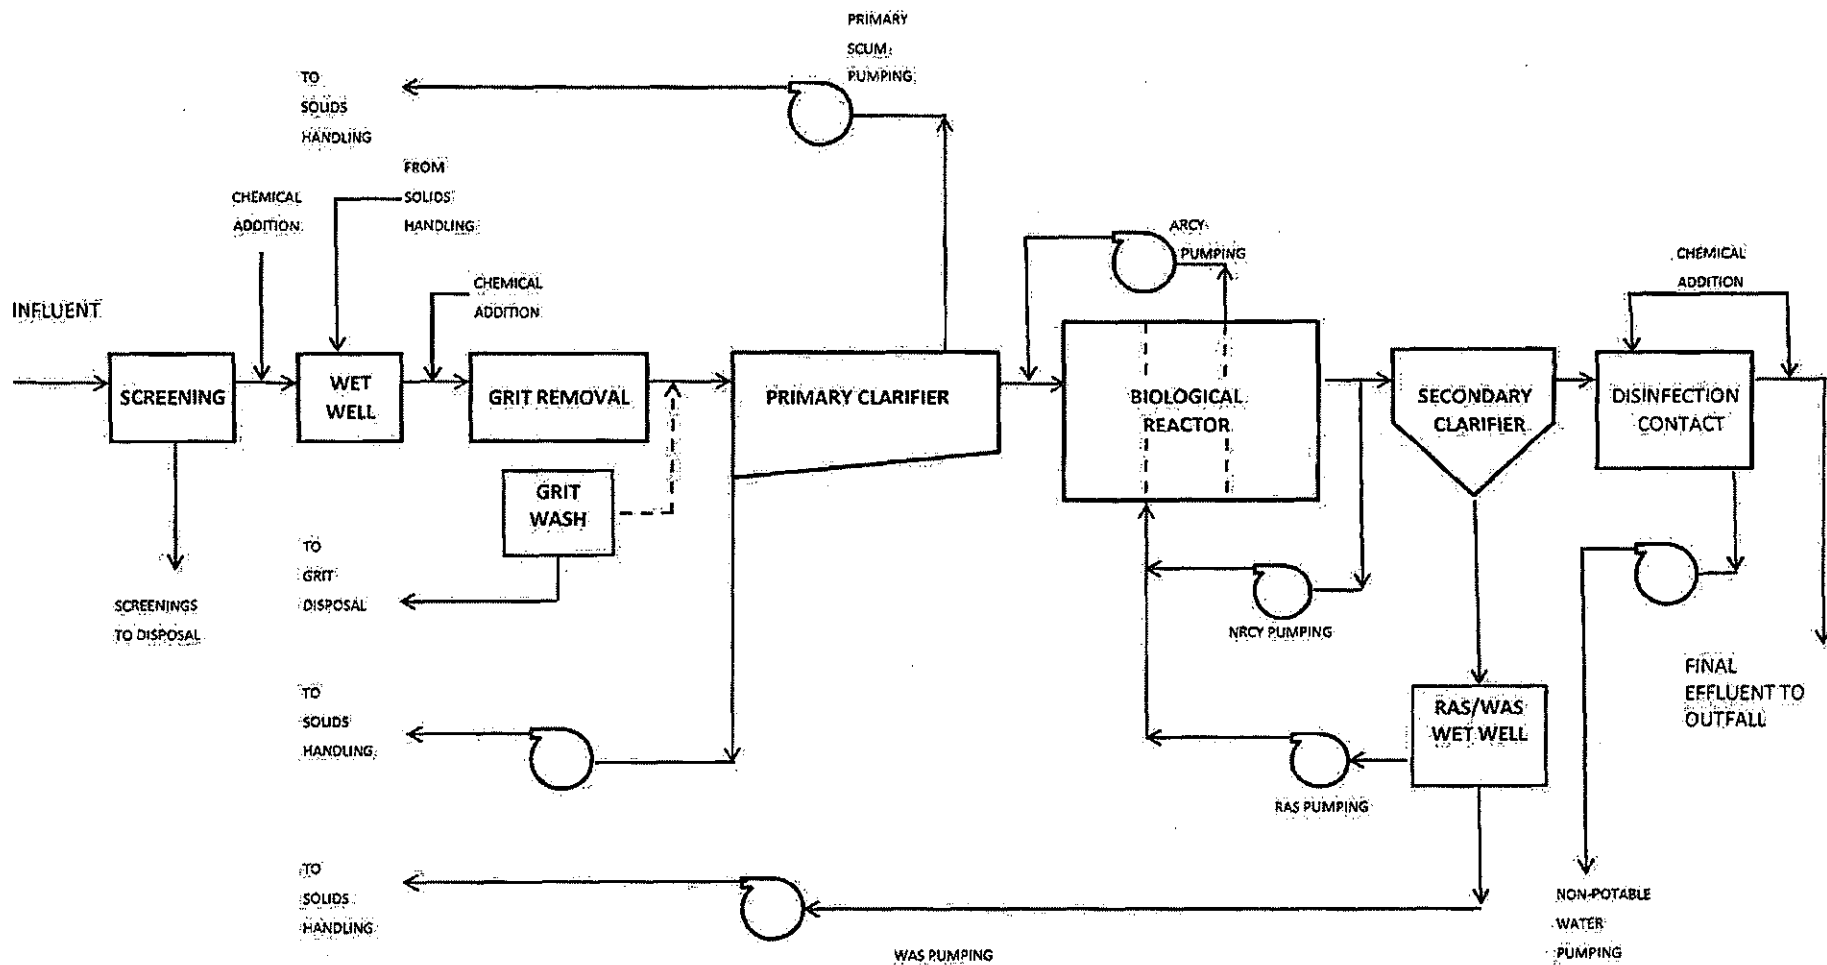 PRIMARY
SCUM
PUMPING
TO
SOLIDS
HANDLING
FROM
SOLIDS
HANDLING
CHEMICAL
ADDITION
CHEMICAL
ADDITION
INFLUENT
ARCY
PUMPING
CHEMICAL
ADDITION
SCREENING
WET
WELL
GRIT REMOVAL
PRIMARY CLARIFIER
BIOLOGICAL
REACTOR
SECONDARY
CLARIFIER
DISINFECTION
CONTACT
GRIT
WASH
TO
GRIT
DISPOSAL
SCREENINGS
TO DISPOSAL
NRCY PUMPING
TO
SOLIDS
HANDLING
RAS/WAS
WET WELL
FINAL
EFFLUENT TO
OUTFALL
RAS PUMPING
TO
SOLIDS
HANDLING
WAS PUMPING
NON-POTABLE
WATER
PUMPING